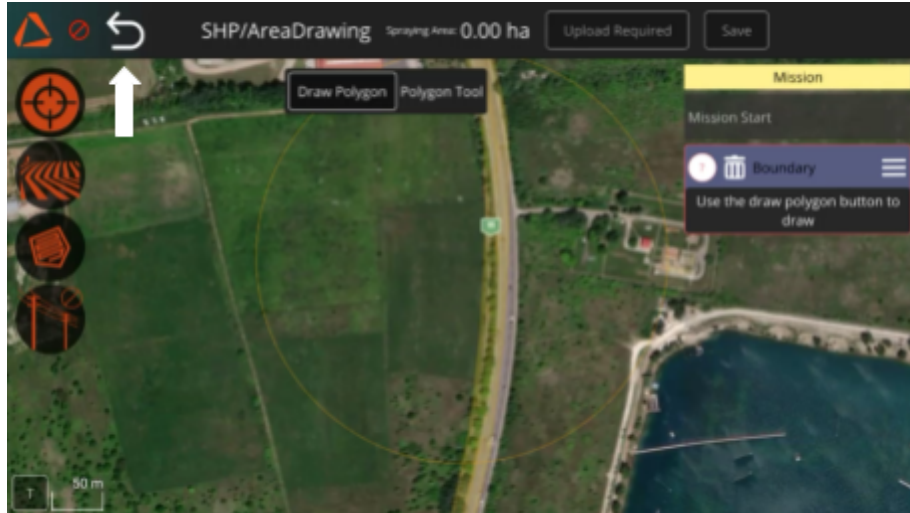 SHP/AreaDrawing Spraying Area: 0.00 ha Upload Required Save
Draw Polygon Polygon Tool
Mission
Mission Start
Boundary
Use the draw polygon button to
draw
T 50 m